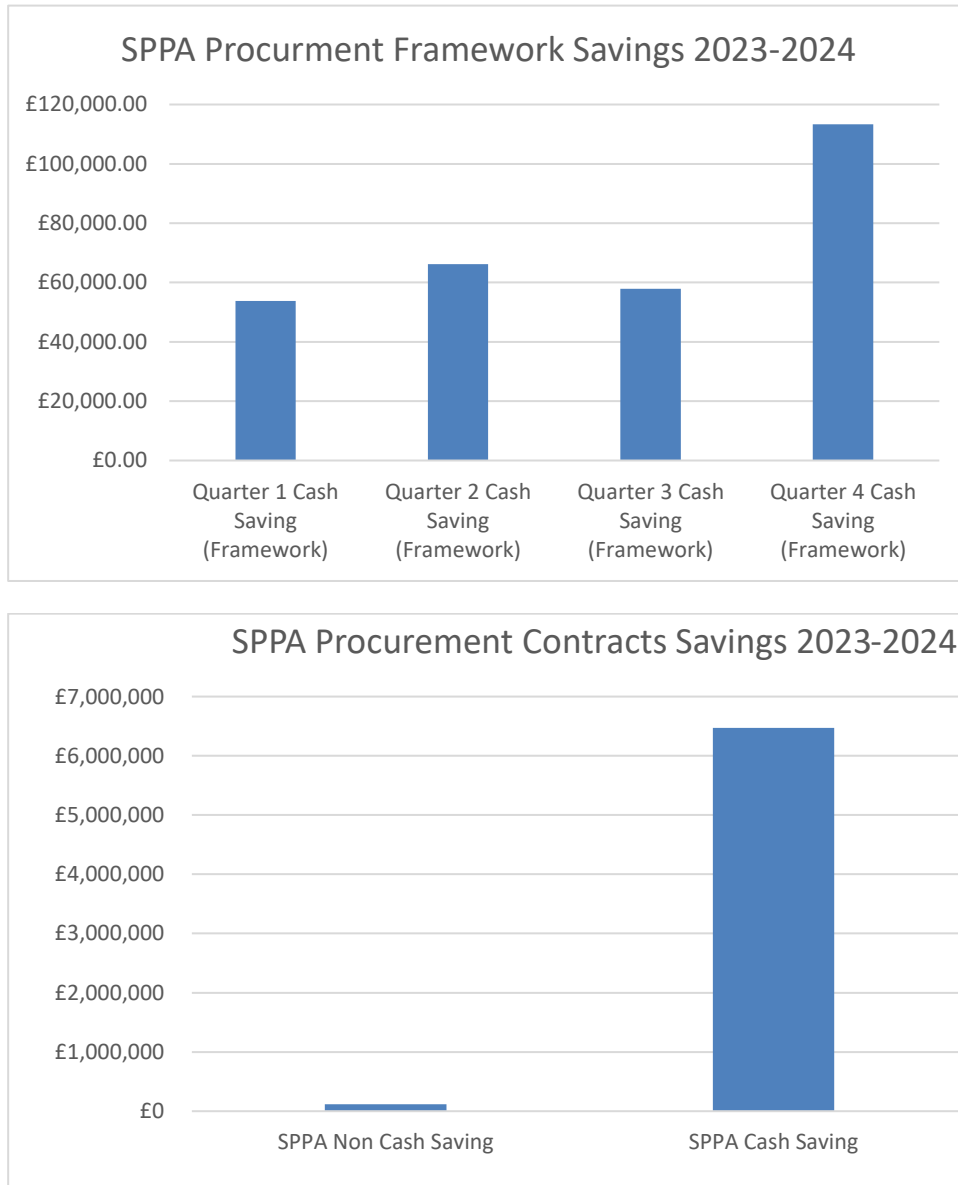 SPPA Procurment Framework Savings 2023-2024
£120,000.00
£100,000.00
£80,000.00
£60,000.00
£40,000.00
£20,000.00
£0.00
Quarter 1 Cash
Saving
(Framework)
Quarter 2 Cash
Saving
(Framework)
Quarter 3 Cash
Saving
(Framework)
Quarter 4 Cash
Saving
(Framework)
SPPA Procurement Contracts Savings 2023-2024
£7,000,000
£6,000,000
£5,000,000
£4,000,000
£3,000,000
£2,000,000
£1,000,000
£0
SPPA Non Cash Saving
SPPA Cash Saving